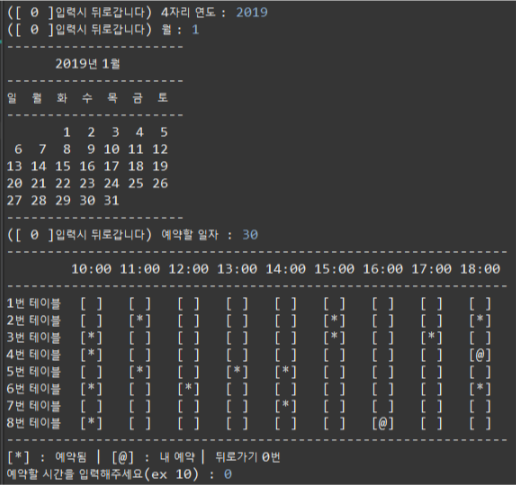 ([ 0 ]입력시 뒤로갑니다) 4자리 연도 : 2019
([ 0 ]입력시 뒤로갑니다) 월 : 1
------------------------
2019년 1월
------------------------
일 월 화 수 목 금 토
------------------------
1 2 3 4 5
6 7 8 9 10 11 12
13 14 15 16 17 18 19
20 21 22 23 24 25 26
27 28 29 30 31
------------------------
([ 0 ]입력시 뒤로갑니다) 예약할 일자 : 30
--------------------------------------------------------------------
10:00 11:00 12:00 13:00 14:00 15:00 16:00 17:00 18:00
--------------------------------------------------------------------
1번 테이블 [ ] [ ] [ ] [ ] [ ] [ ] [ ] [ ] [ ]
2번 테이블 [ ] [*] [ ] [ ] [ ] [*] [ ] [ ] [*]
3번 테이블 [*] [ ] [ ] [ ] [ ] [*] [ ] [*] [ ]
4번 테이블 [*] [ ] [ ] [ ] [ ] [ ] [ ] [ ] [@]
5번 테이블 [ ] [*] [ ] [*] [*] [ ] [ ] [ ] [ ]
6번 테이블 [*] [ ] [*] [ ] [ ] [ ] [ ] [ ] [*]
7번 테이블 [ ] [ ] [ ] [ ] [*] [ ] [ ] [ ] [ ]
8번 테이블 [*] [ ] [ ] [ ] [ ] [ ] [@] [ ] [ ]
--------------------------------------------------------------------
[*] : 예약됨 | [@] : 내 예약 | 뒤로가기 0번
예약할 시간을 입력해주세요(ex 10) : 0